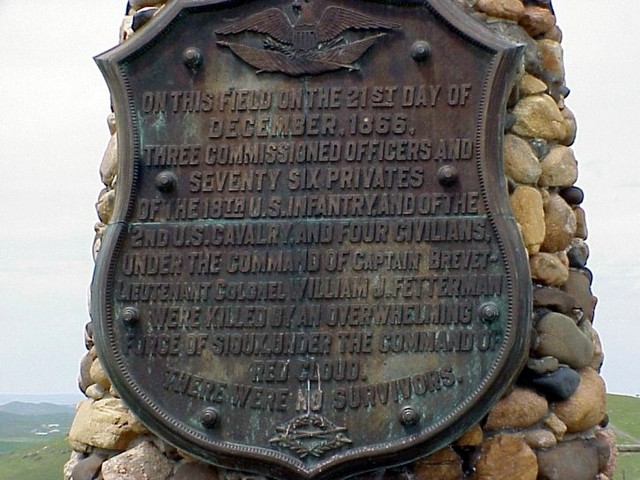 ON THIS FIELD ON THE 21ST DAY OF
DECEMBER, 1866,
THREE COMMISSIONED OFFICERS AND
SEVENTY SIX PRIVATES
OF THE 18TH U.S. INFANTRY, AND OF THE
2ND U.S. CAVALRY, AND FOUR CIVILIANS,
UNDER THE COMMAND OF CAPTAIN BREVET-
LIEUTENANT COLONEL WILLIAM J. FETTERMAN
WERE KILLED BY AN OVERWHELMING
FORCE OF SIOUX, UNDER THE COMMAND OF
RED CLOUD.
THERE WERE NO SURVIVORS.